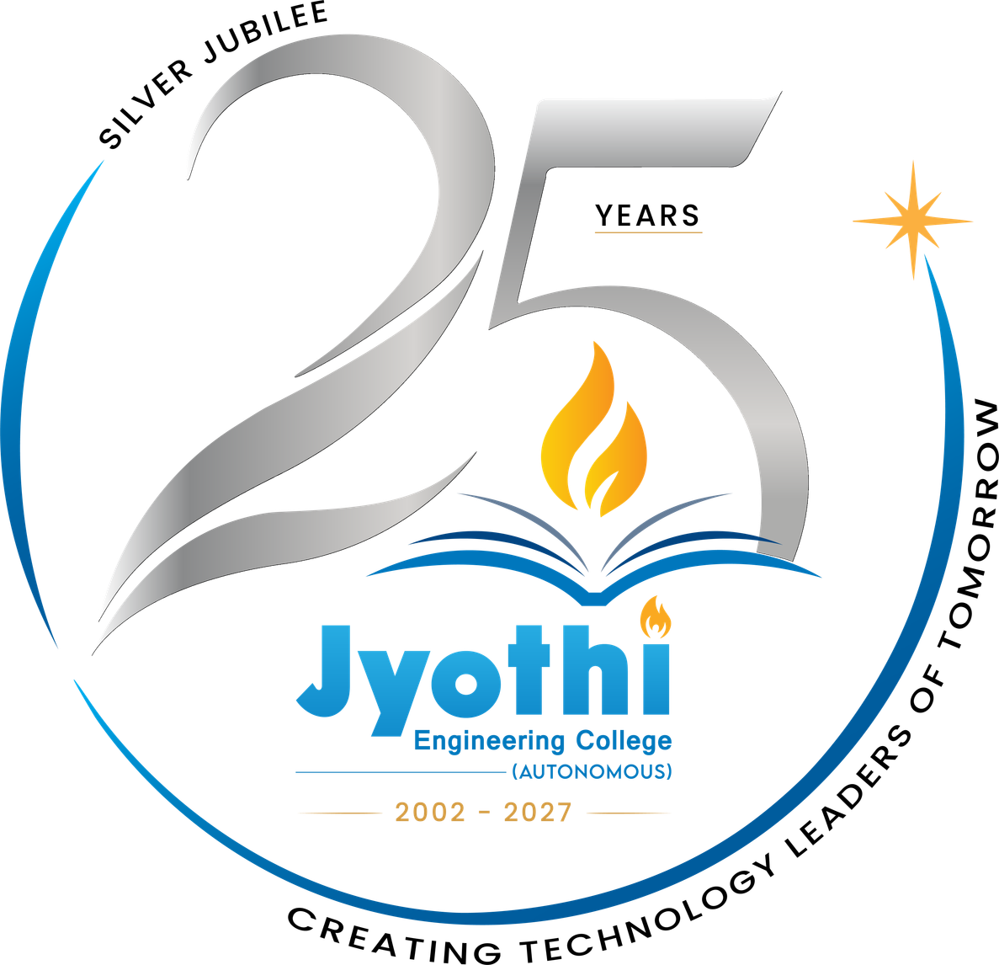 SILVER JUBILEE
25
YEARS
Jyothi
Engineering College
(AUTONOMOUS)
2002 - 2027
CREATING TECHNOLOGY LEADERS OF TOMORROW